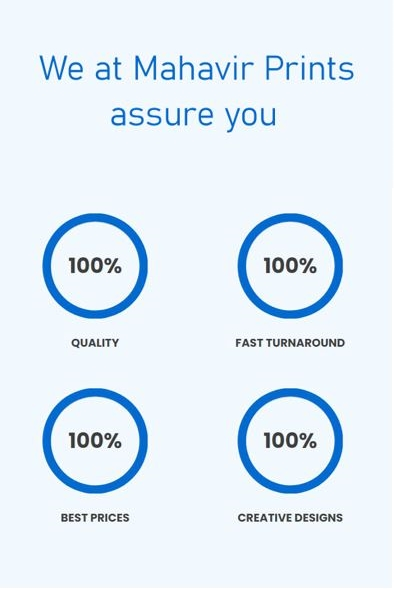 We at Mahavir Prints
assure you
100%
100%
QUALITY
FAST TURNAROUND
100%
100%
BEST PRICES
CREATIVE DESIGNS